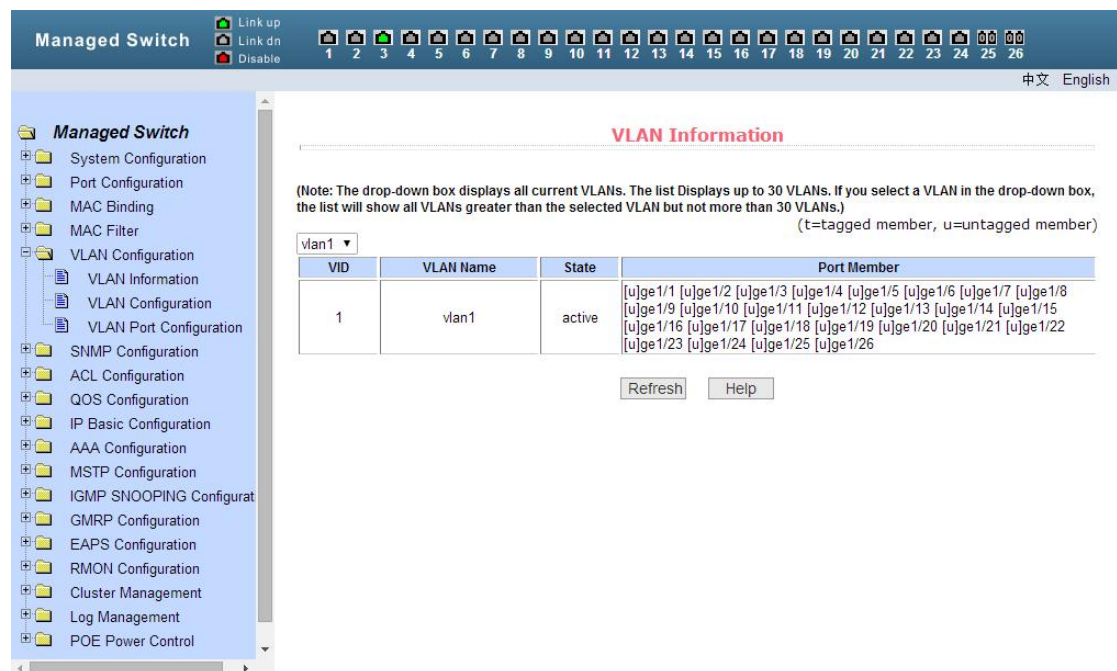 Managed Switch
Link up
Link dn
Disable
1 2 3 4 5 6 7 8 9 10 11 12 13 14 15 16 17 18 19 20 21 22 23 24 25 26
中文 English
Managed Switch
System Configuration
Port Configuration
MAC Binding
MAC Filter
VLAN Configuration
VLAN Information
VLAN Configuration
VLAN Port Configuration
SNMP Configuration
ACL Configuration
QOS Configuration
IP Basic Configuration
AAA Configuration
MSTP Configuration
IGMP SNOOPING Configurat
GMRP Configuration
EAPS Configuration
RMON Configuration
Cluster Management
Log Management
POE Power Control
VLAN Information
(Note: The drop-down box displays all current VLANs. The list Displays up to 30 VLANs. If you select a VLAN in the drop-down box,
the list will show all VLANs greater than the selected VLAN but not more than 30 VLANs.)
(t=tagged member, u=untagged member)
vlan1
VID VLAN Name State Port Member
1 vlan1 active
[u]ge1/1 [u]ge1/2 [u]ge1/3 [u]ge1/4 [u]ge1/5 [u]ge1/6 [u]ge1/7 [u]ge1/8
[u]ge1/9 [u]ge1/10 [u]ge1/11 [u]ge1/12 [u]ge1/13 [u]ge1/14 [u]ge1/15
[u]ge1/16 [u]ge1/17 [u]ge1/18 [u]ge1/19 [u]ge1/20 [u]ge1/21 [u]ge1/22
[u]ge1/23 [u]ge1/24 [u]ge1/25 [u]ge1/26
Refresh Help